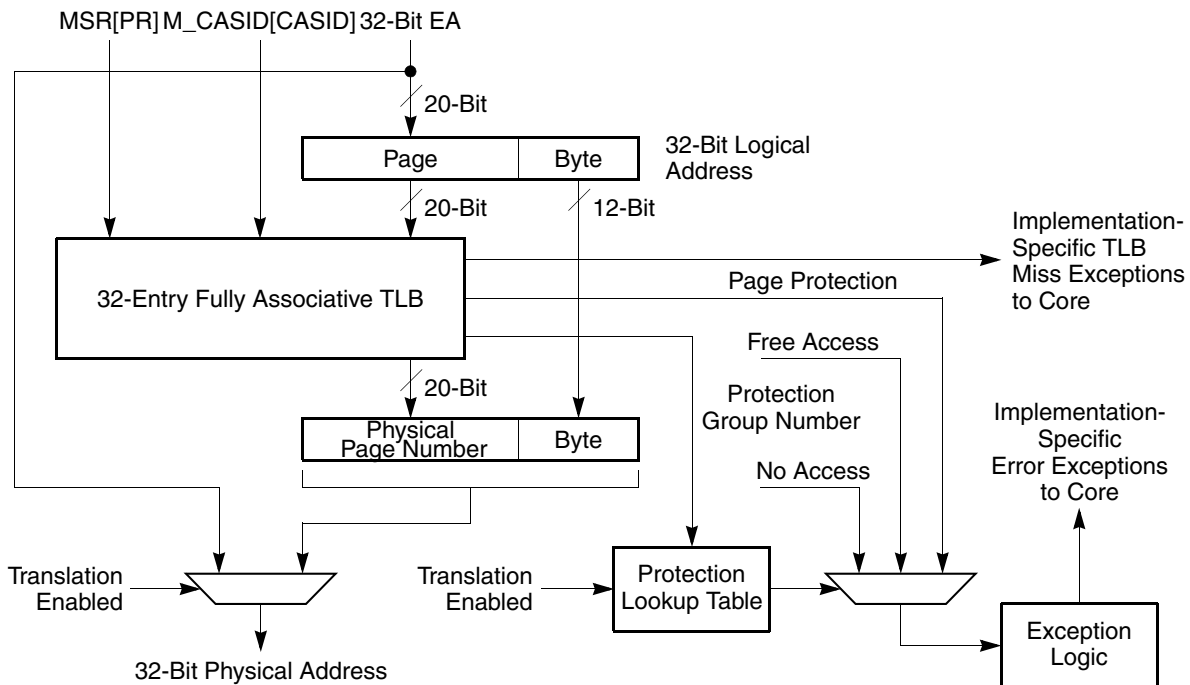 MSR[PR] M_CASID[CASID] 32-Bit EA
20-Bit
Page
Byte
32-Bit Logical
Address
20-Bit
12-Bit
32-Entry Fully Associative TLB
Implementation-
Specific TLB
Miss Exceptions
to Core
Page Protection
Free Access
20-Bit
Protection
Group Number
Physical
Page Number
Byte
Implementation-
Specific
Error Exceptions
to Core
No Access
Translation
Enabled
Translation
Enabled
Protection
Lookup Table
Exception
Logic
32-Bit Physical Address